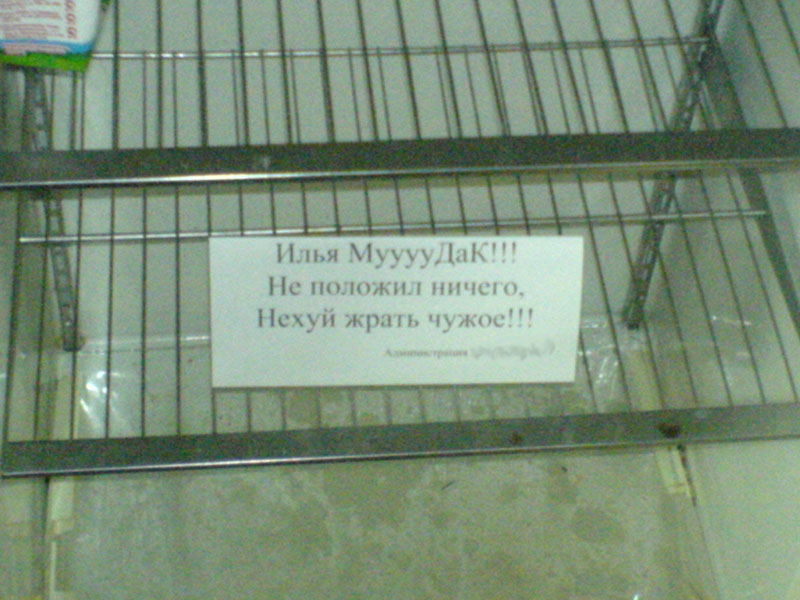 Илья МууууДаК!!!
Не положил ничего,
Нехуй жрать чужое!!!
Администрация